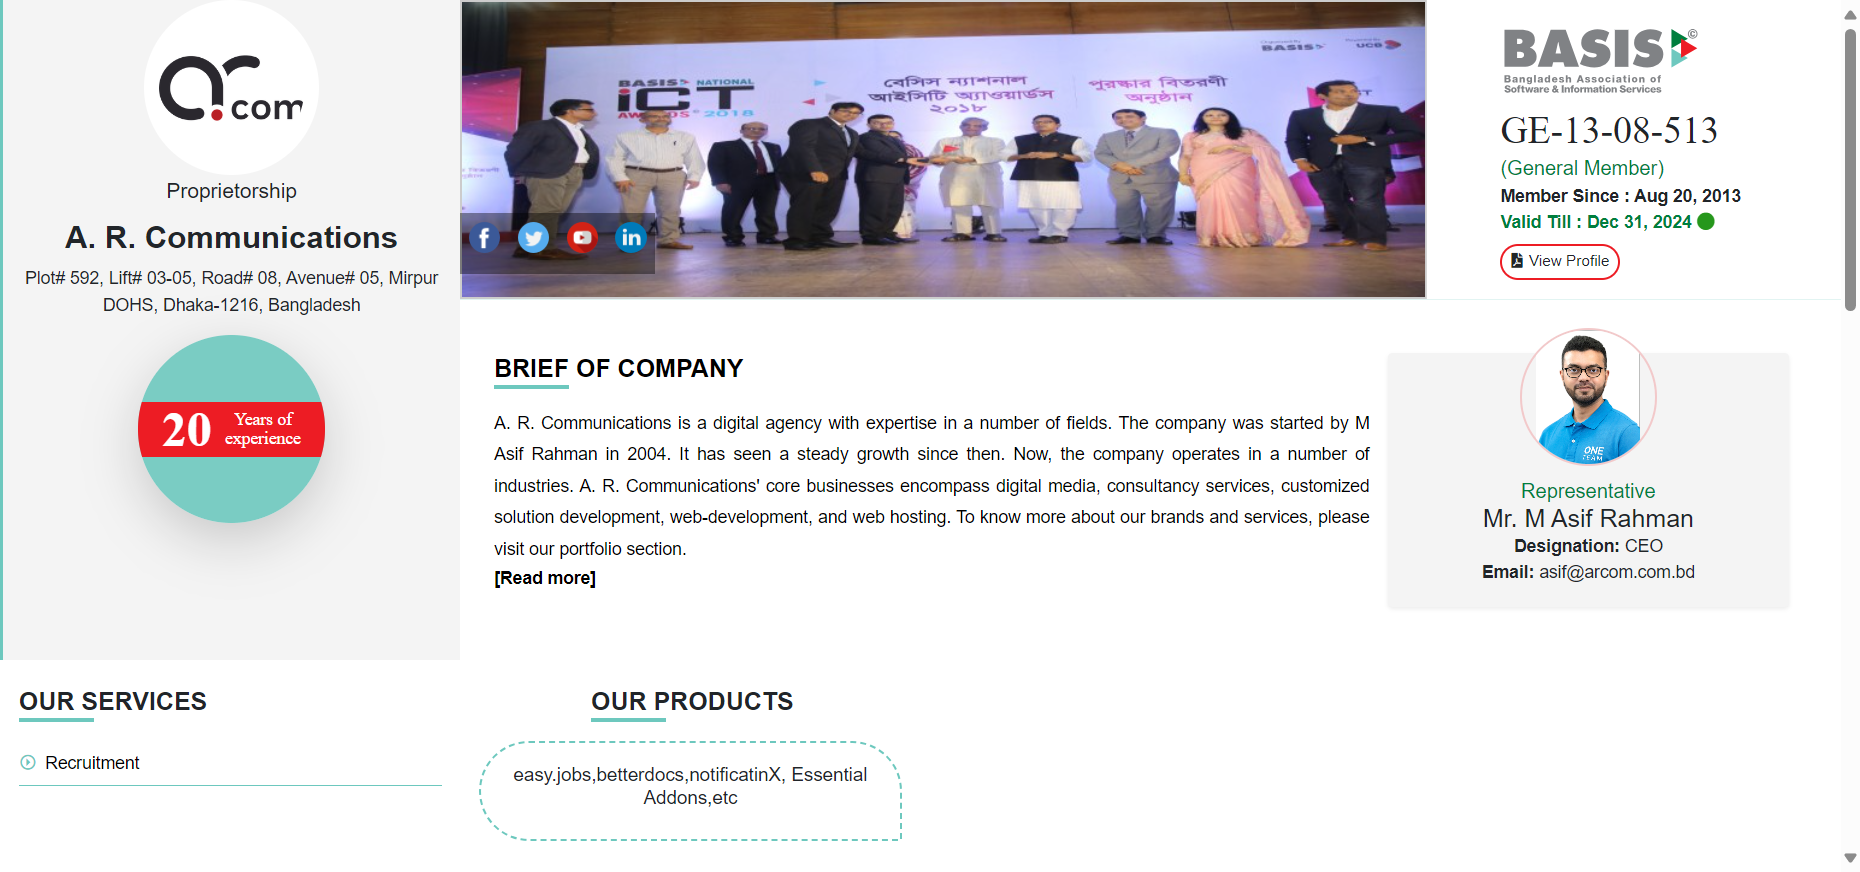 ar.com
Proprietorship
A. R. Communications
Plot# 592, Lift# 03-05, Road# 08, Avenue# 05, Mirpur
DOHS, Dhaka-1216, Bangladesh
20 Years of
experience
BASIS
UCB
BASIS NATIONAL
ICT
AWARDS 2018
বেসিস ন্যাশনাল
আইসিটি অ্যাওয়ার্ডস
২০১৮
পুরস্কার বিতরণী
অনুষ্ঠান
BASIS ©
Bangladesh Association of
Software & Information Services
GE-13-08-513
(General Member)
Member Since : Aug 20, 2013
Valid Till : Dec 31, 2024
View Profile
BRIEF OF COMPANY
A. R. Communications is a digital agency with expertise in a number of fields. The company was started by M
Asif Rahman in 2004. It has seen a steady growth since then. Now, the company operates in a number of
industries. A. R. Communications' core businesses encompass digital media, consultancy services, customized
solution development, web-development, and web hosting. To know more about our brands and services, please
visit our portfolio section.
[Read more]
ONE
TEAM
Representative
Mr. M Asif Rahman
Designation: CEO
Email: asif@arcom.com.bd
OUR SERVICES
Recruitment
OUR PRODUCTS
easy.jobs,betterdocs,notificatinX, Essential
Addons,etc